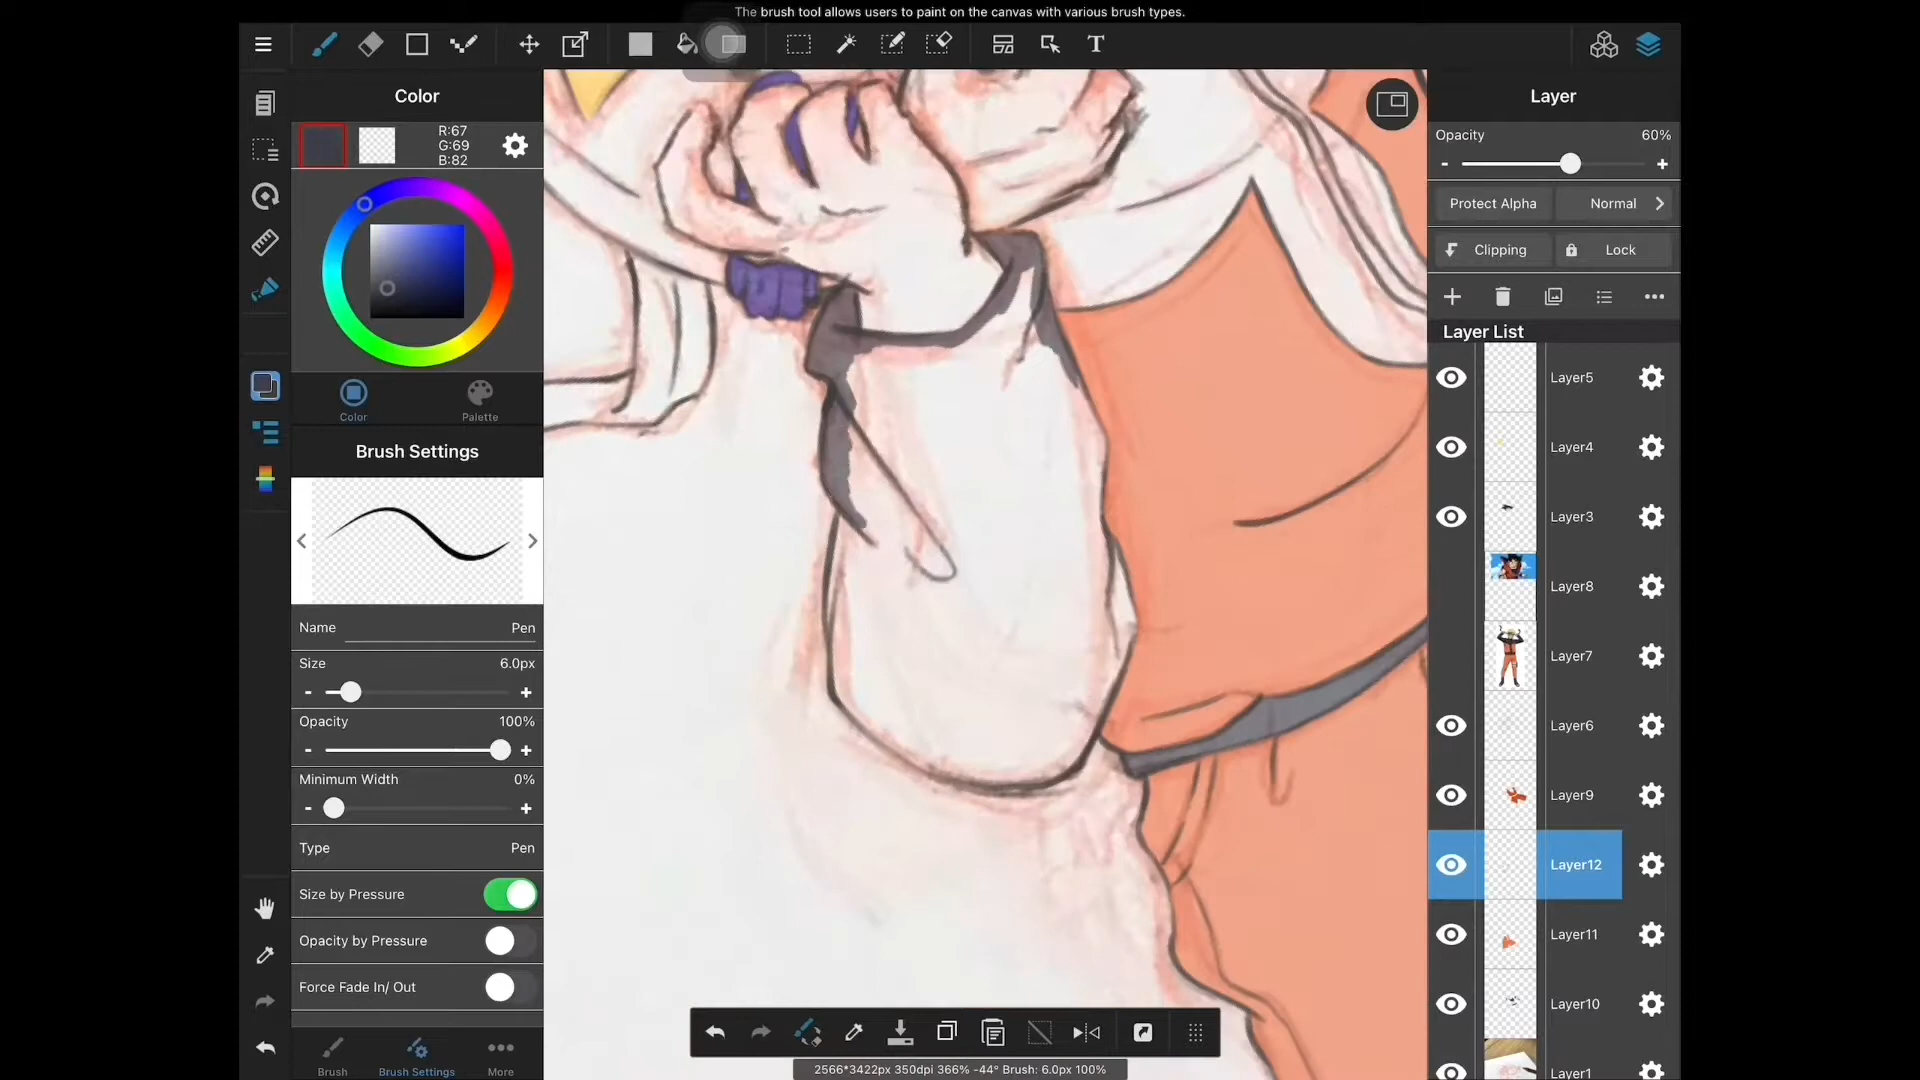 The brush tool allows users to paint on the canvas with various brush types.
T
Color
R:67
G:69
B:82
Color
Palette
Brush Settings
Name Pen
Size 6.0px
- +
Opacity 100%
- +
Minimum Width 0%
- +
Type Pen
Size by Pressure
Opacity by Pressure
Force Fade In/ Out
Brush
Brush Settings
More
2566*3422px 350dpi 366% -44° Brush: 6.0px 100%
Layer
Opacity 60%
- +
Protect Alpha Normal
Clipping Lock
Layer List
Layer5
Layer4
Layer3
Layer8
Layer7
Layer6
Layer9
Layer12
Layer11
Layer10
Layer1